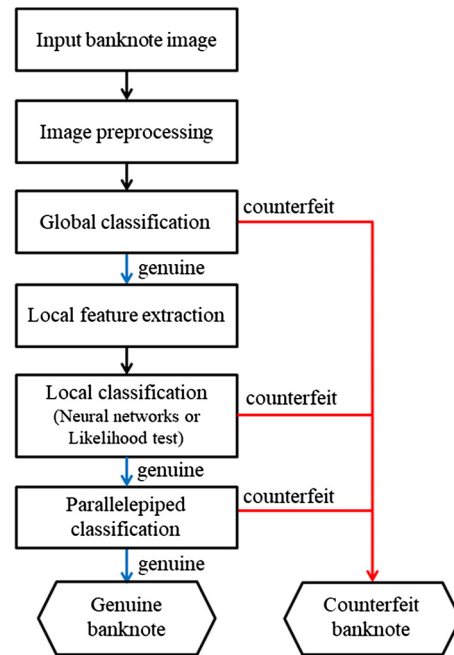 Input banknote image
Image preprocessing
Global classification
counterfeit
genuine
Local feature extraction
Local classification
(Neural networks or
Likelihood test)
counterfeit
genuine
Parallelepiped
classification
counterfeit
genuine
Genuine
banknote
Counterfeit
banknote